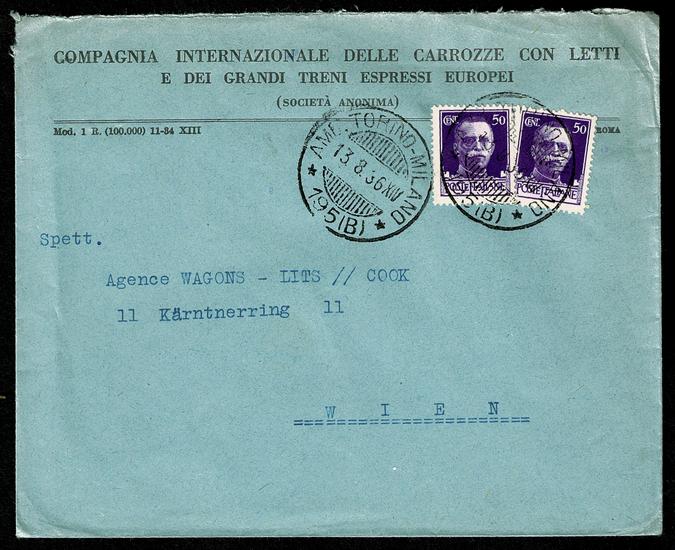 COMPAGNIA INTERNAZIONALE DELLE CARROZZE CON LETTI
E DEI GRANDI TRENI ESPRESSI EUROPEI
(SOCIETÀ ANONIMA)
Mod. 1 R. (100,000) 11-34 XIII
ROMA
CENT. 50
POSTE ITALIANE
CENT. 50
POSTE ITALIANE
AMB. TORINO-MILANO
13.8.36 XIV
* 195(B) *
Spett.
Agence WAGONS - LITS // COOK
11 Kärntnerring 11
W I E N